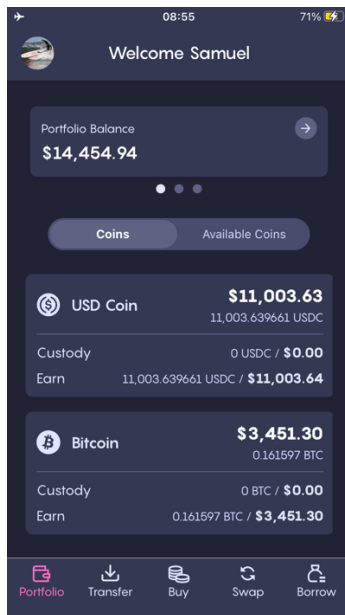 08:55
71%
Welcome Samuel
Portfolio Balance
$14,454.94
Coins
Available Coins
USD Coin
$11,003.63
11,003.639661 USDC
Custody
0 USDC / $0.00
Earn
11,003.639661 USDC / $11,003.64
Bitcoin
$3,451.30
0.161597 BTC
Custody
0 BTC / $0.00
Earn
0.161597 BTC / $3,451.30
Portfolio
Transfer
Buy
Swap
Borrow